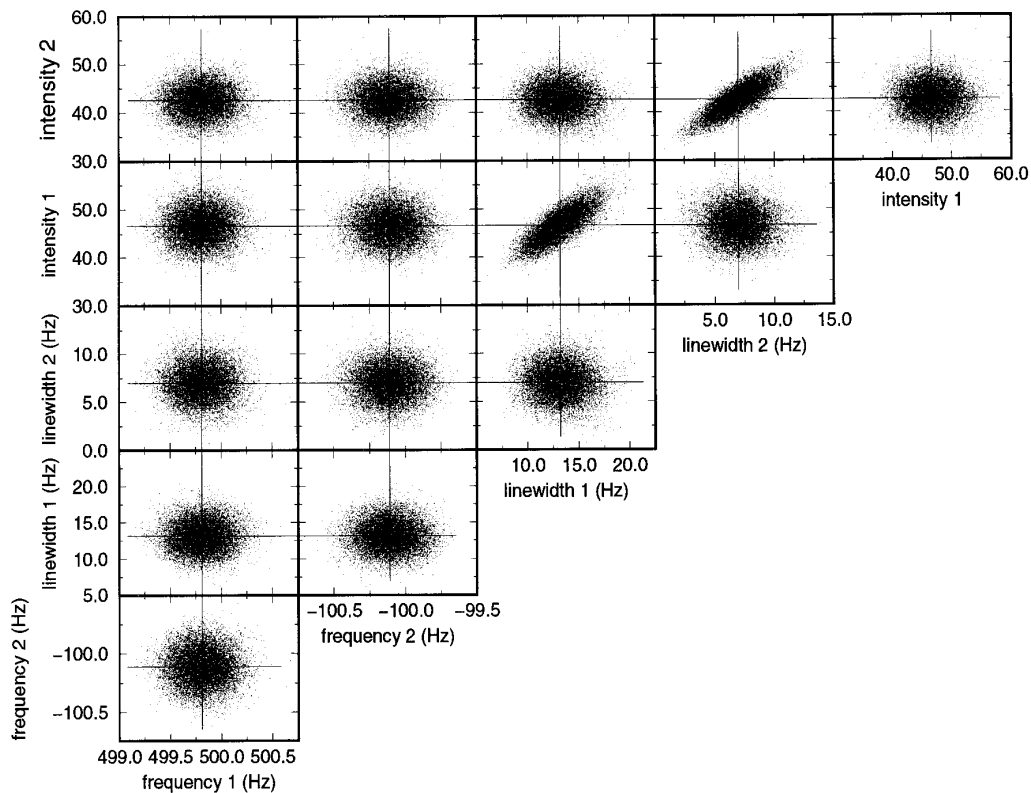 60.0
intensity 2
50.0
40.0
30.0
40.0 50.0 60.0
intensity 1
intensity 1
50.0
40.0
30.0
5.0 10.0 15.0
linewidth 2 (Hz)
linewidth 2 (Hz)
10.0
5.0
0.0
10.0 15.0 20.0
linewidth 1 (Hz)
linewidth 1 (Hz)
20.0
15.0
10.0
5.0
−100.5 −100.0 −99.5
frequency 2 (Hz)
frequency 2 (Hz)
−100.0
−100.5
499.0 499.5 500.0 500.5
frequency 1 (Hz)